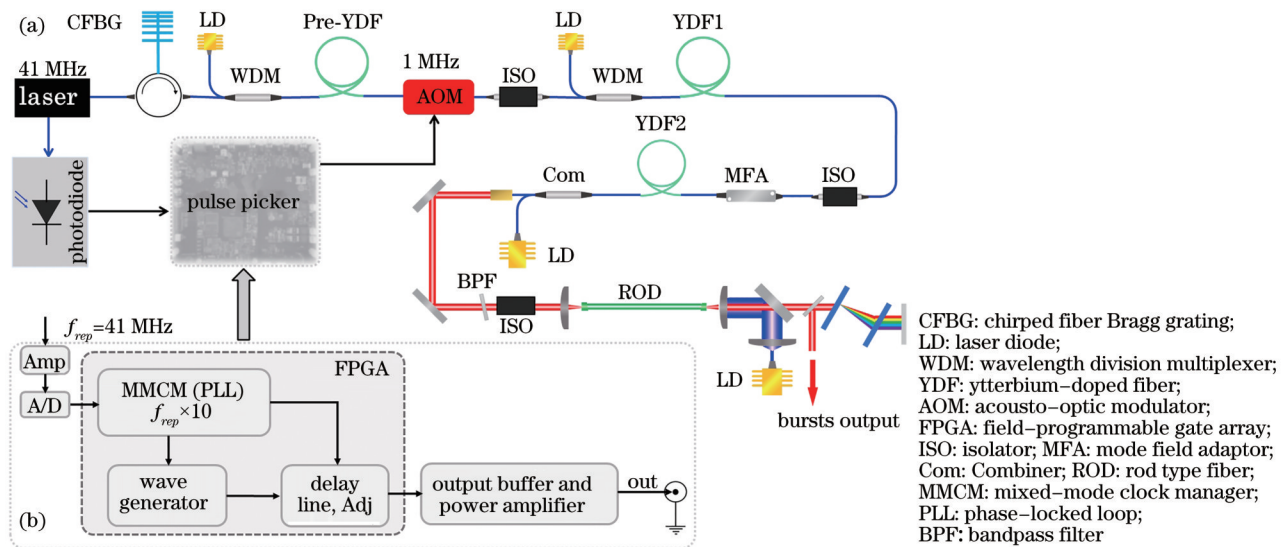 (a)
CFBG
LD
Pre-YDF
LD
YDF1
41 MHz
WDM
1 MHz
ISO
WDM
laser
AOM
YDF2
photodiode
pulse picker
Com
MFA
ISO
LD
BPF
ROD
ISO
f_rep=41 MHz
Amp
FPGA
MMCM (PLL)
A/D
f_rep×10
LD
bursts output
wave
generator
delay
line, Adj
output buffer and
power amplifier
out
(b)
CFBG: chirped fiber Bragg grating;
LD: laser diode;
WDM: wavelength division multiplexer;
YDF: ytterbium-doped fiber;
AOM: acousto-optic modulator;
FPGA: field-programmable gate array;
ISO: isolator; MFA: mode field adaptor;
Com: Combiner; ROD: rod type fiber;
MMCM: mixed-mode clock manager;
PLL: phase-locked loop;
BPF: bandpass filter